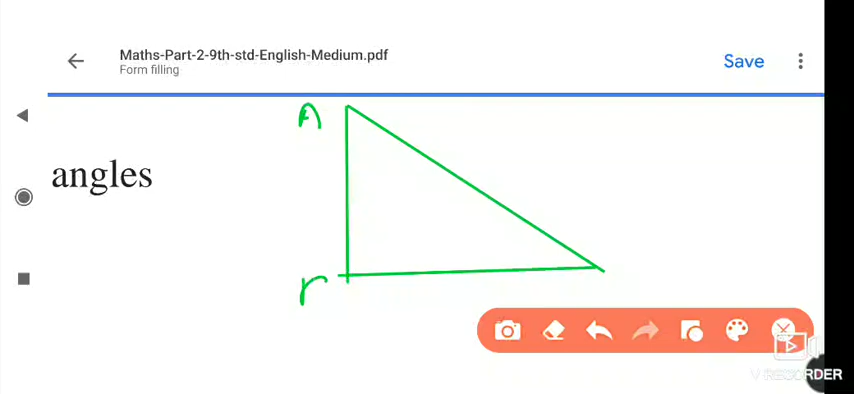 Maths-Part-2-9th-std-English-Medium.pdf
Form filling
Save
A
angles
r
V RECORDER